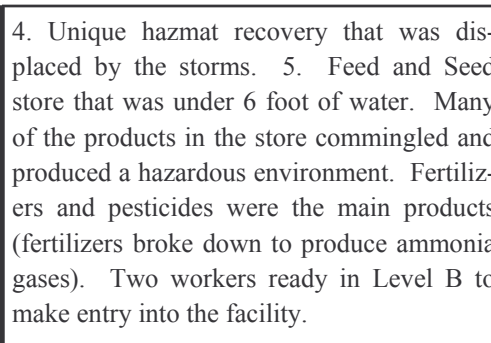 4. Unique hazmat recovery that was dis-
placed by the storms. 5. Feed and Seed
store that was under 6 foot of water. Many
of the products in the store commingled and
produced a hazardous environment. Fertiliz-
ers and pesticides were the main products
(fertilizers broke down to produce ammonia
gases). Two workers ready in Level B to
make entry into the facility.